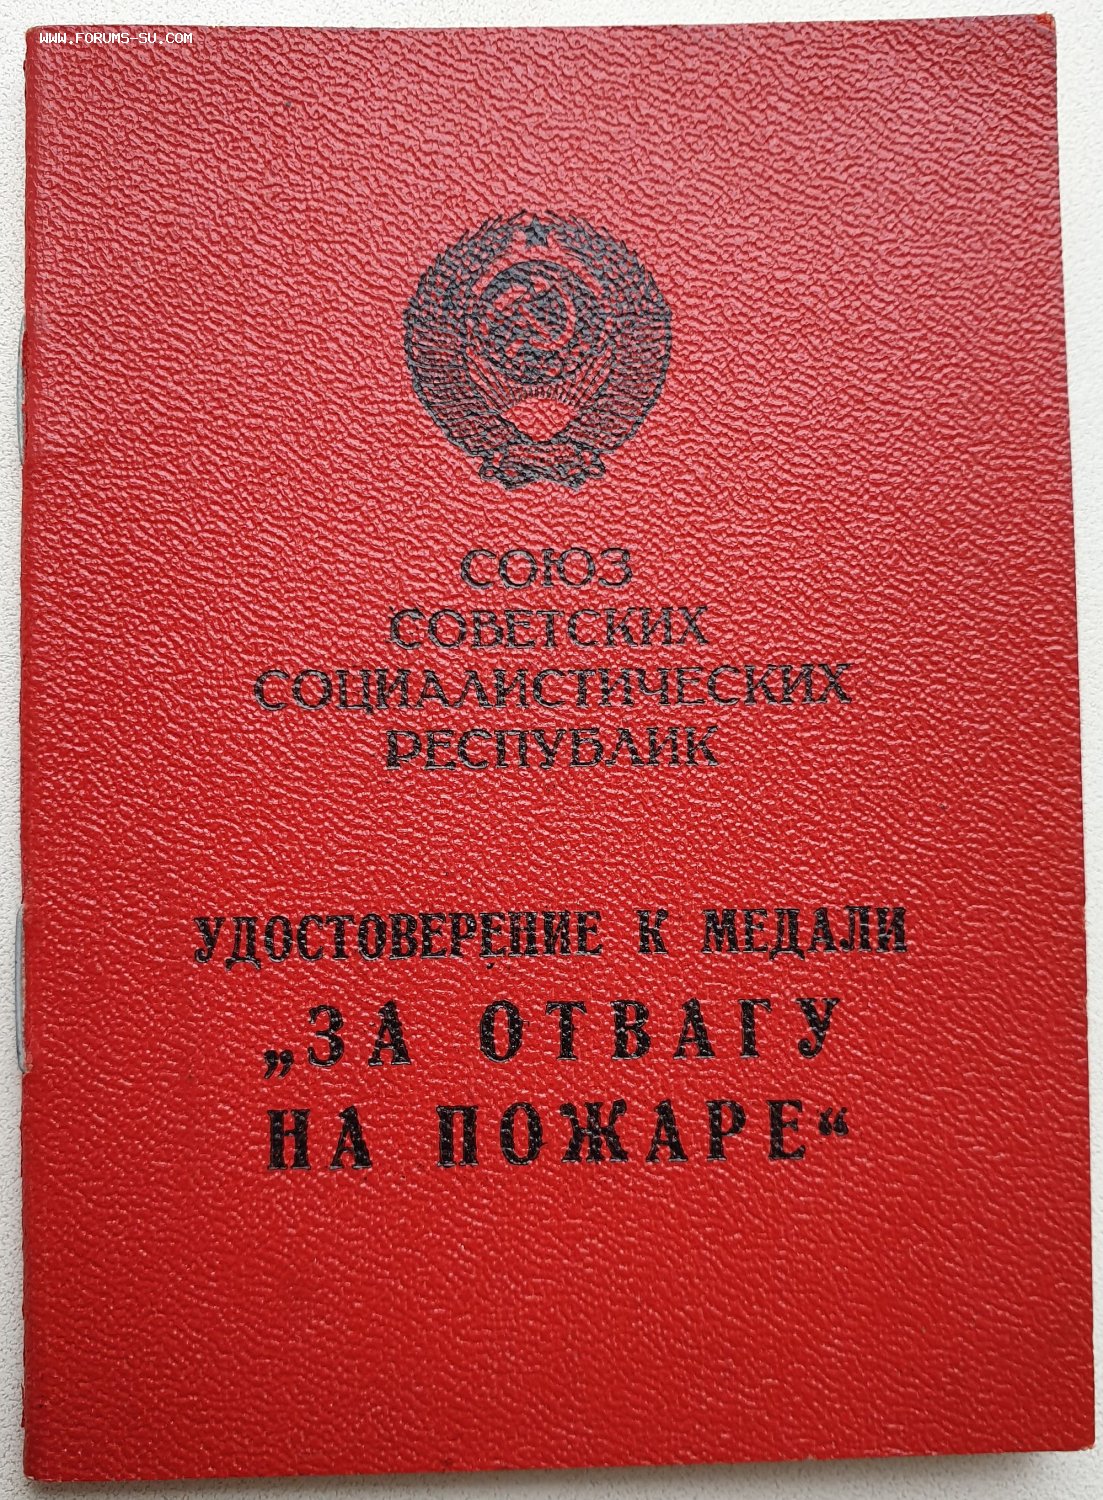 WWW.FORUMS-SU.COM
СОЮЗ
СОВЕТСКИХ
СОЦИАЛИСТИЧЕСКИХ
РЕСПУБЛИК
УДОСТОВЕРЕНИЕ К МЕДАЛИ
„ЗА ОТВАГУ
НА ПОЖАРЕ“